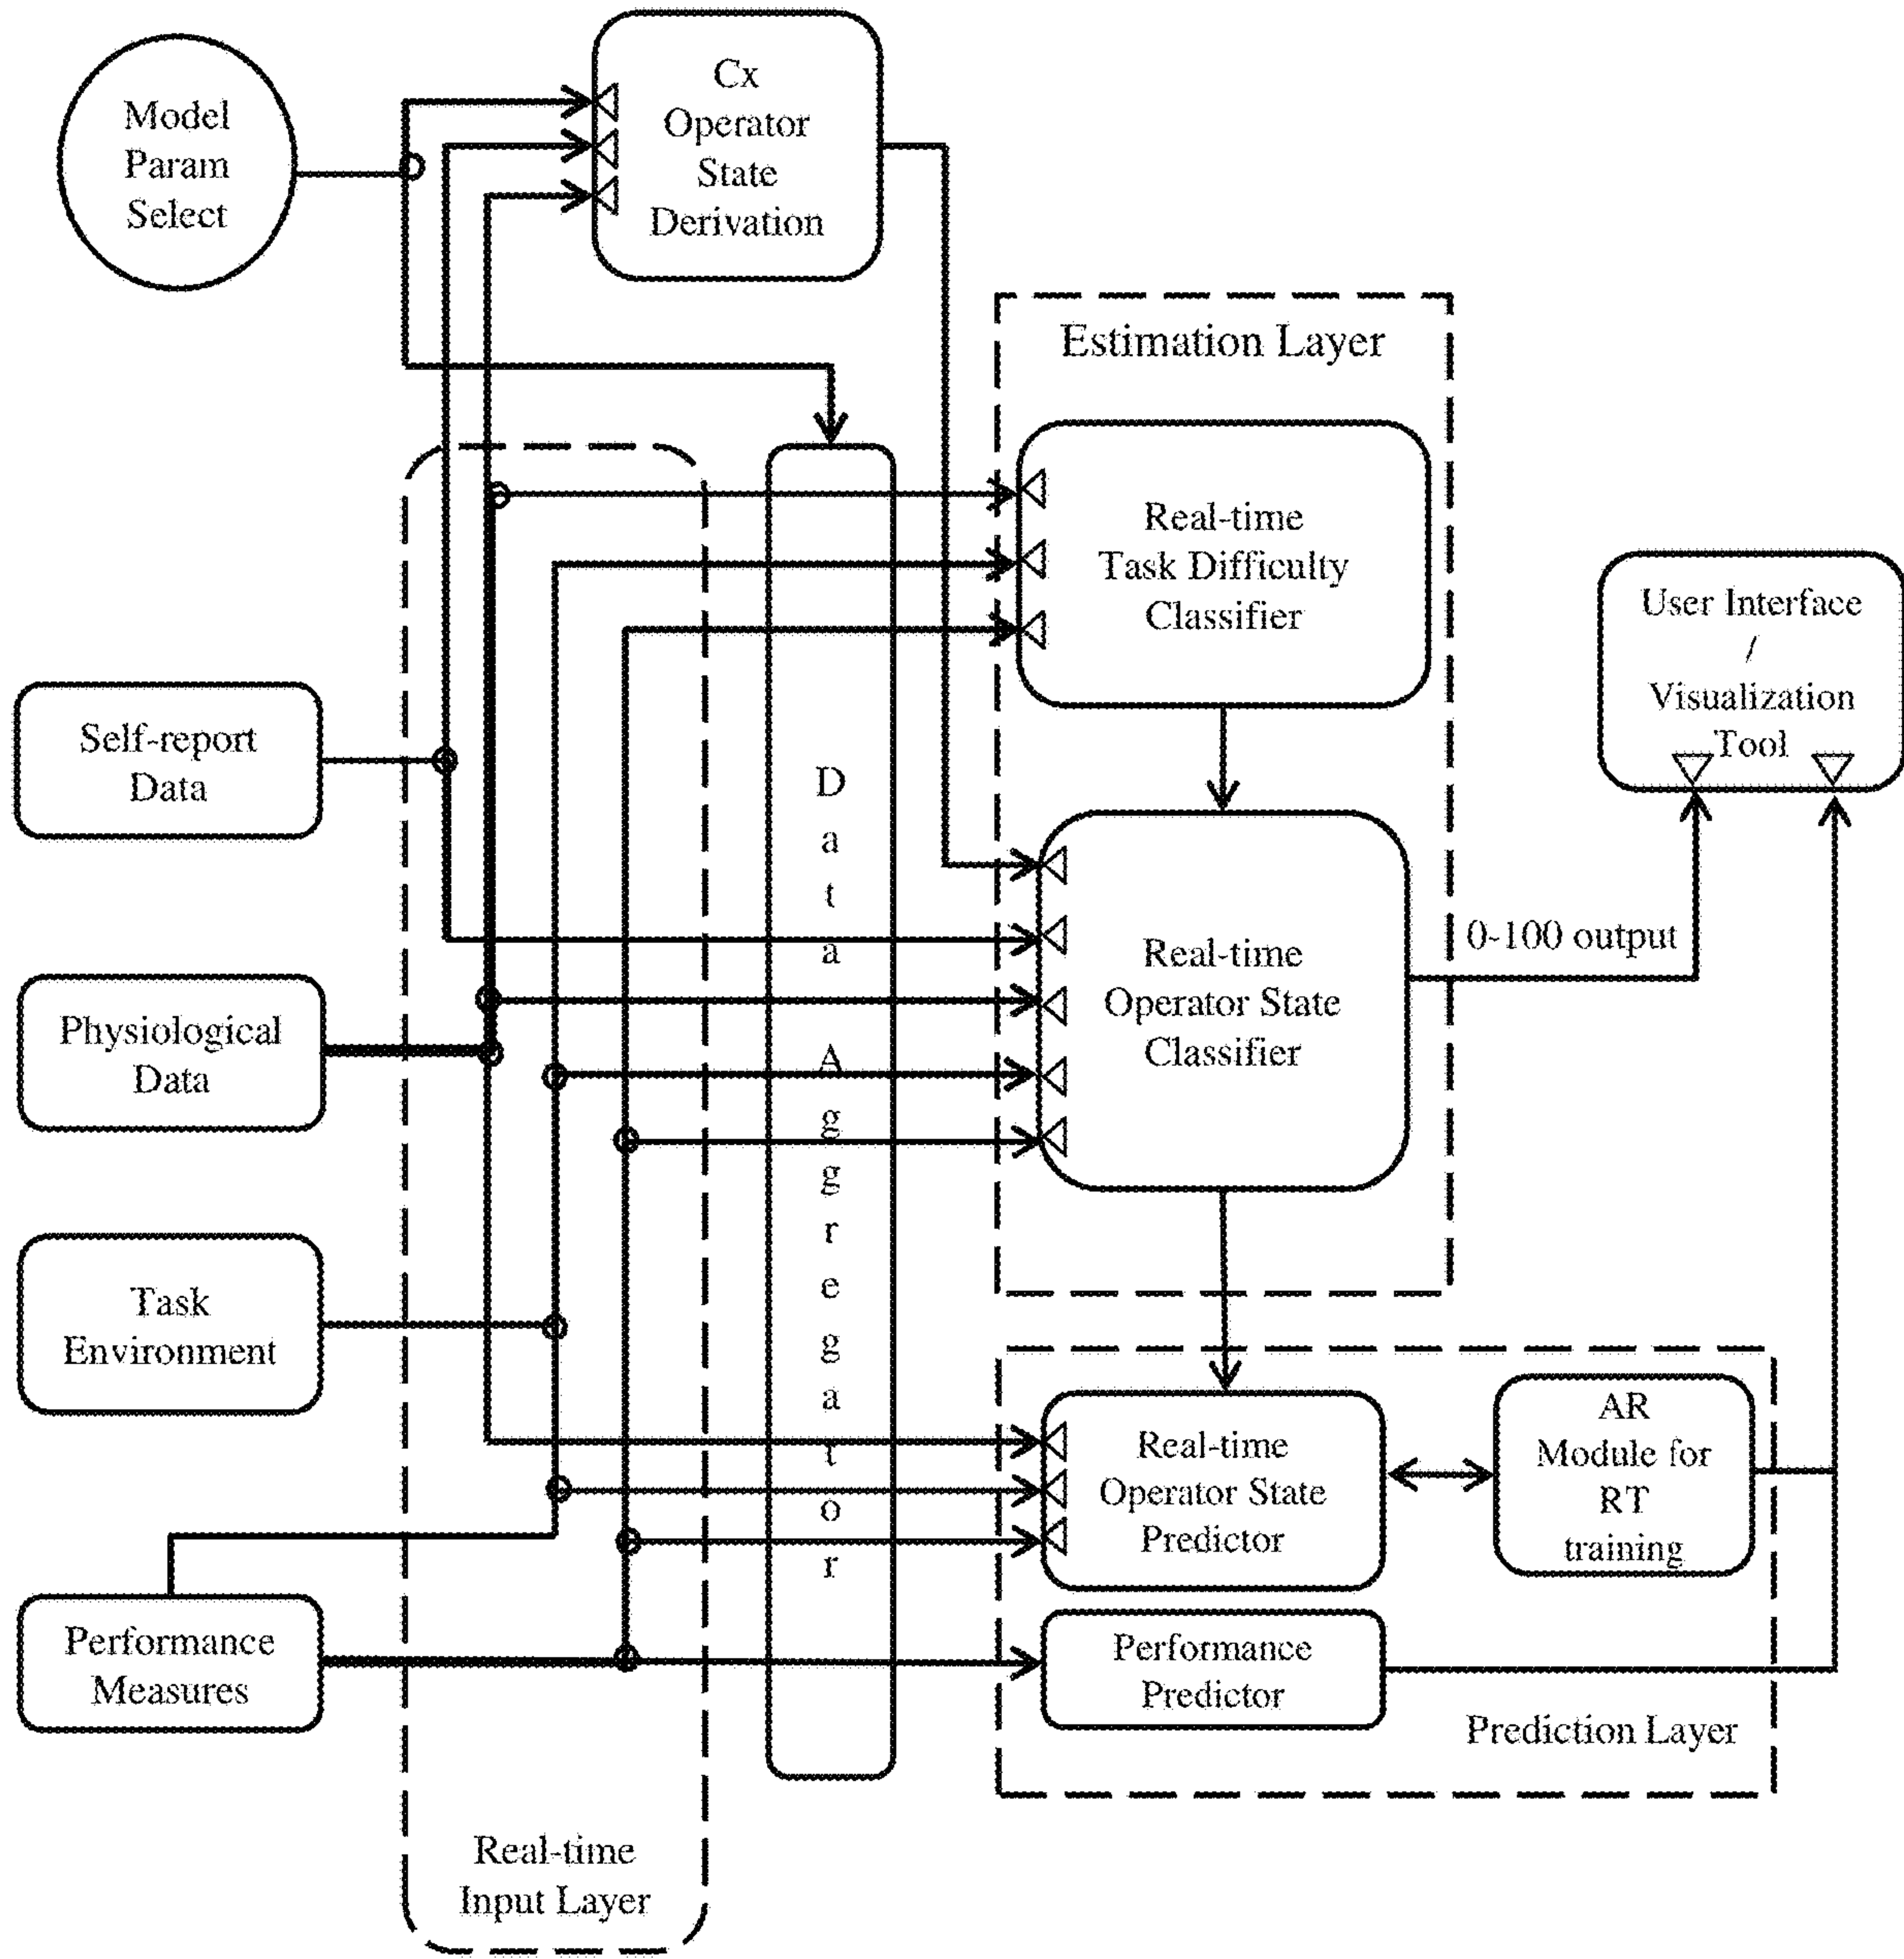 Model
Param
Select
Cx
Operator
State
Derivation
Estimation Layer
Real-time
Task Difficulty
Classifier
User Interface
/
Visualization
Tool
Self-report
Data
Data Aggregator
Real-time
Operator State
Classifier
0-100 output
Physiological
Data
Task
Environment
Real-time
Operator State
Predictor
AR
Module for
RT
training
Performance
Measures
Performance
Predictor
Prediction Layer
Real-time
Input Layer